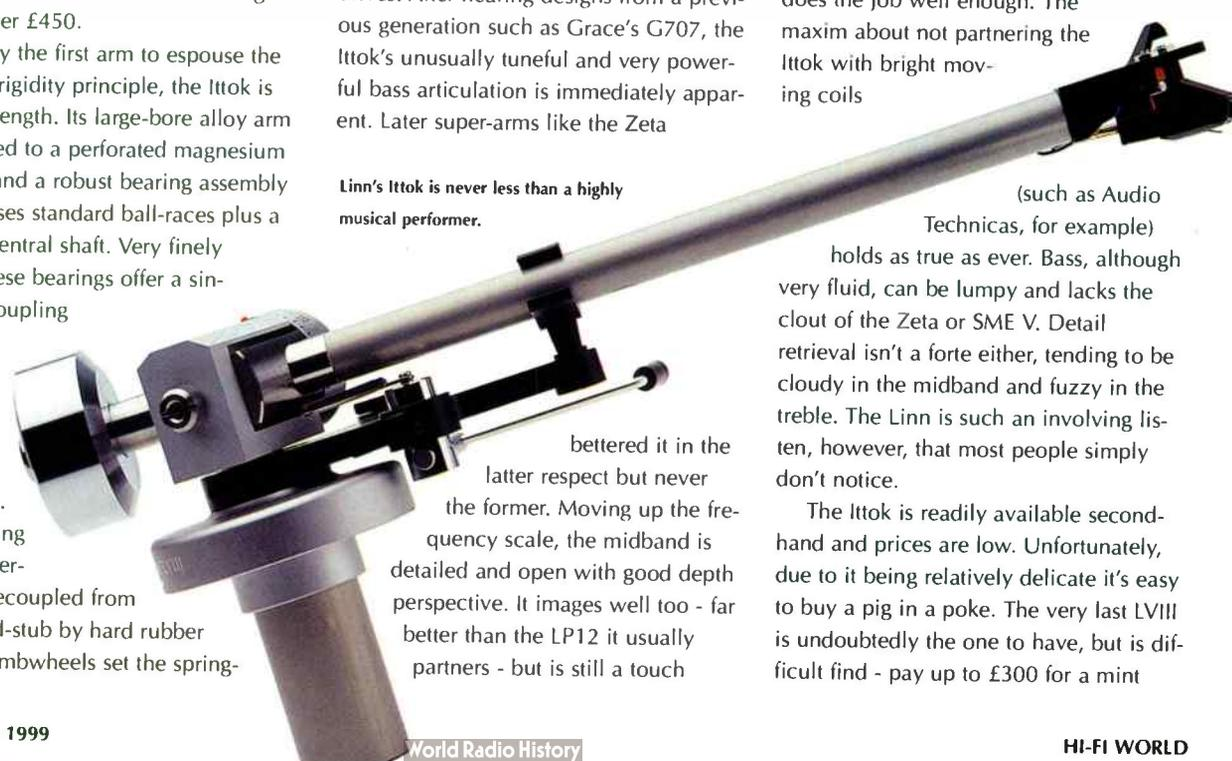 er £450.
y the first arm to espouse the
rigidity principle, the Ittok is
ength. Its large-bore alloy arm
ed to a perforated magnesium
and a robust bearing assembly
ses standard ball-races plus a
entral shaft. Very finely
ese bearings offer a sin-
oupling
ng
er-
ecoupled from
d-stub by hard rubber
mbwheels set the spring-
ous generation such as Grace's G707, the
Ittok's unusually tuneful and very power-
ful bass articulation is immediately appar-
ent. Later super-arms like the Zeta
Linn's Ittok is never less than a highly
musical performer.
bettered it in the
latter respect but never
the former. Moving up the fre-
quency scale, the midband is
detailed and open with good depth
perspective. It images well too - far
better than the LP12 it usually
partners - but is still a touch
does the job well enough. The
maxim about not partnering the
Ittok with bright mov-
ing coils
(such as Audio
Technicas, for example)
holds as true as ever. Bass, although
very fluid, can be lumpy and lacks the
clout of the Zeta or SME V. Detail
retrieval isn't a forte either, tending to be
cloudy in the midband and fuzzy in the
treble. The Linn is such an involving lis-
ten, however, that most people simply
don't notice.
The Ittok is readily available second-
hand and prices are low. Unfortunately,
due to it being relatively delicate it's easy
to buy a pig in a poke. The very last LVIII
is undoubtedly the one to have, but is dif-
ficult find - pay up to £300 for a mint
1999
World Radio History
HI-FI WORLD